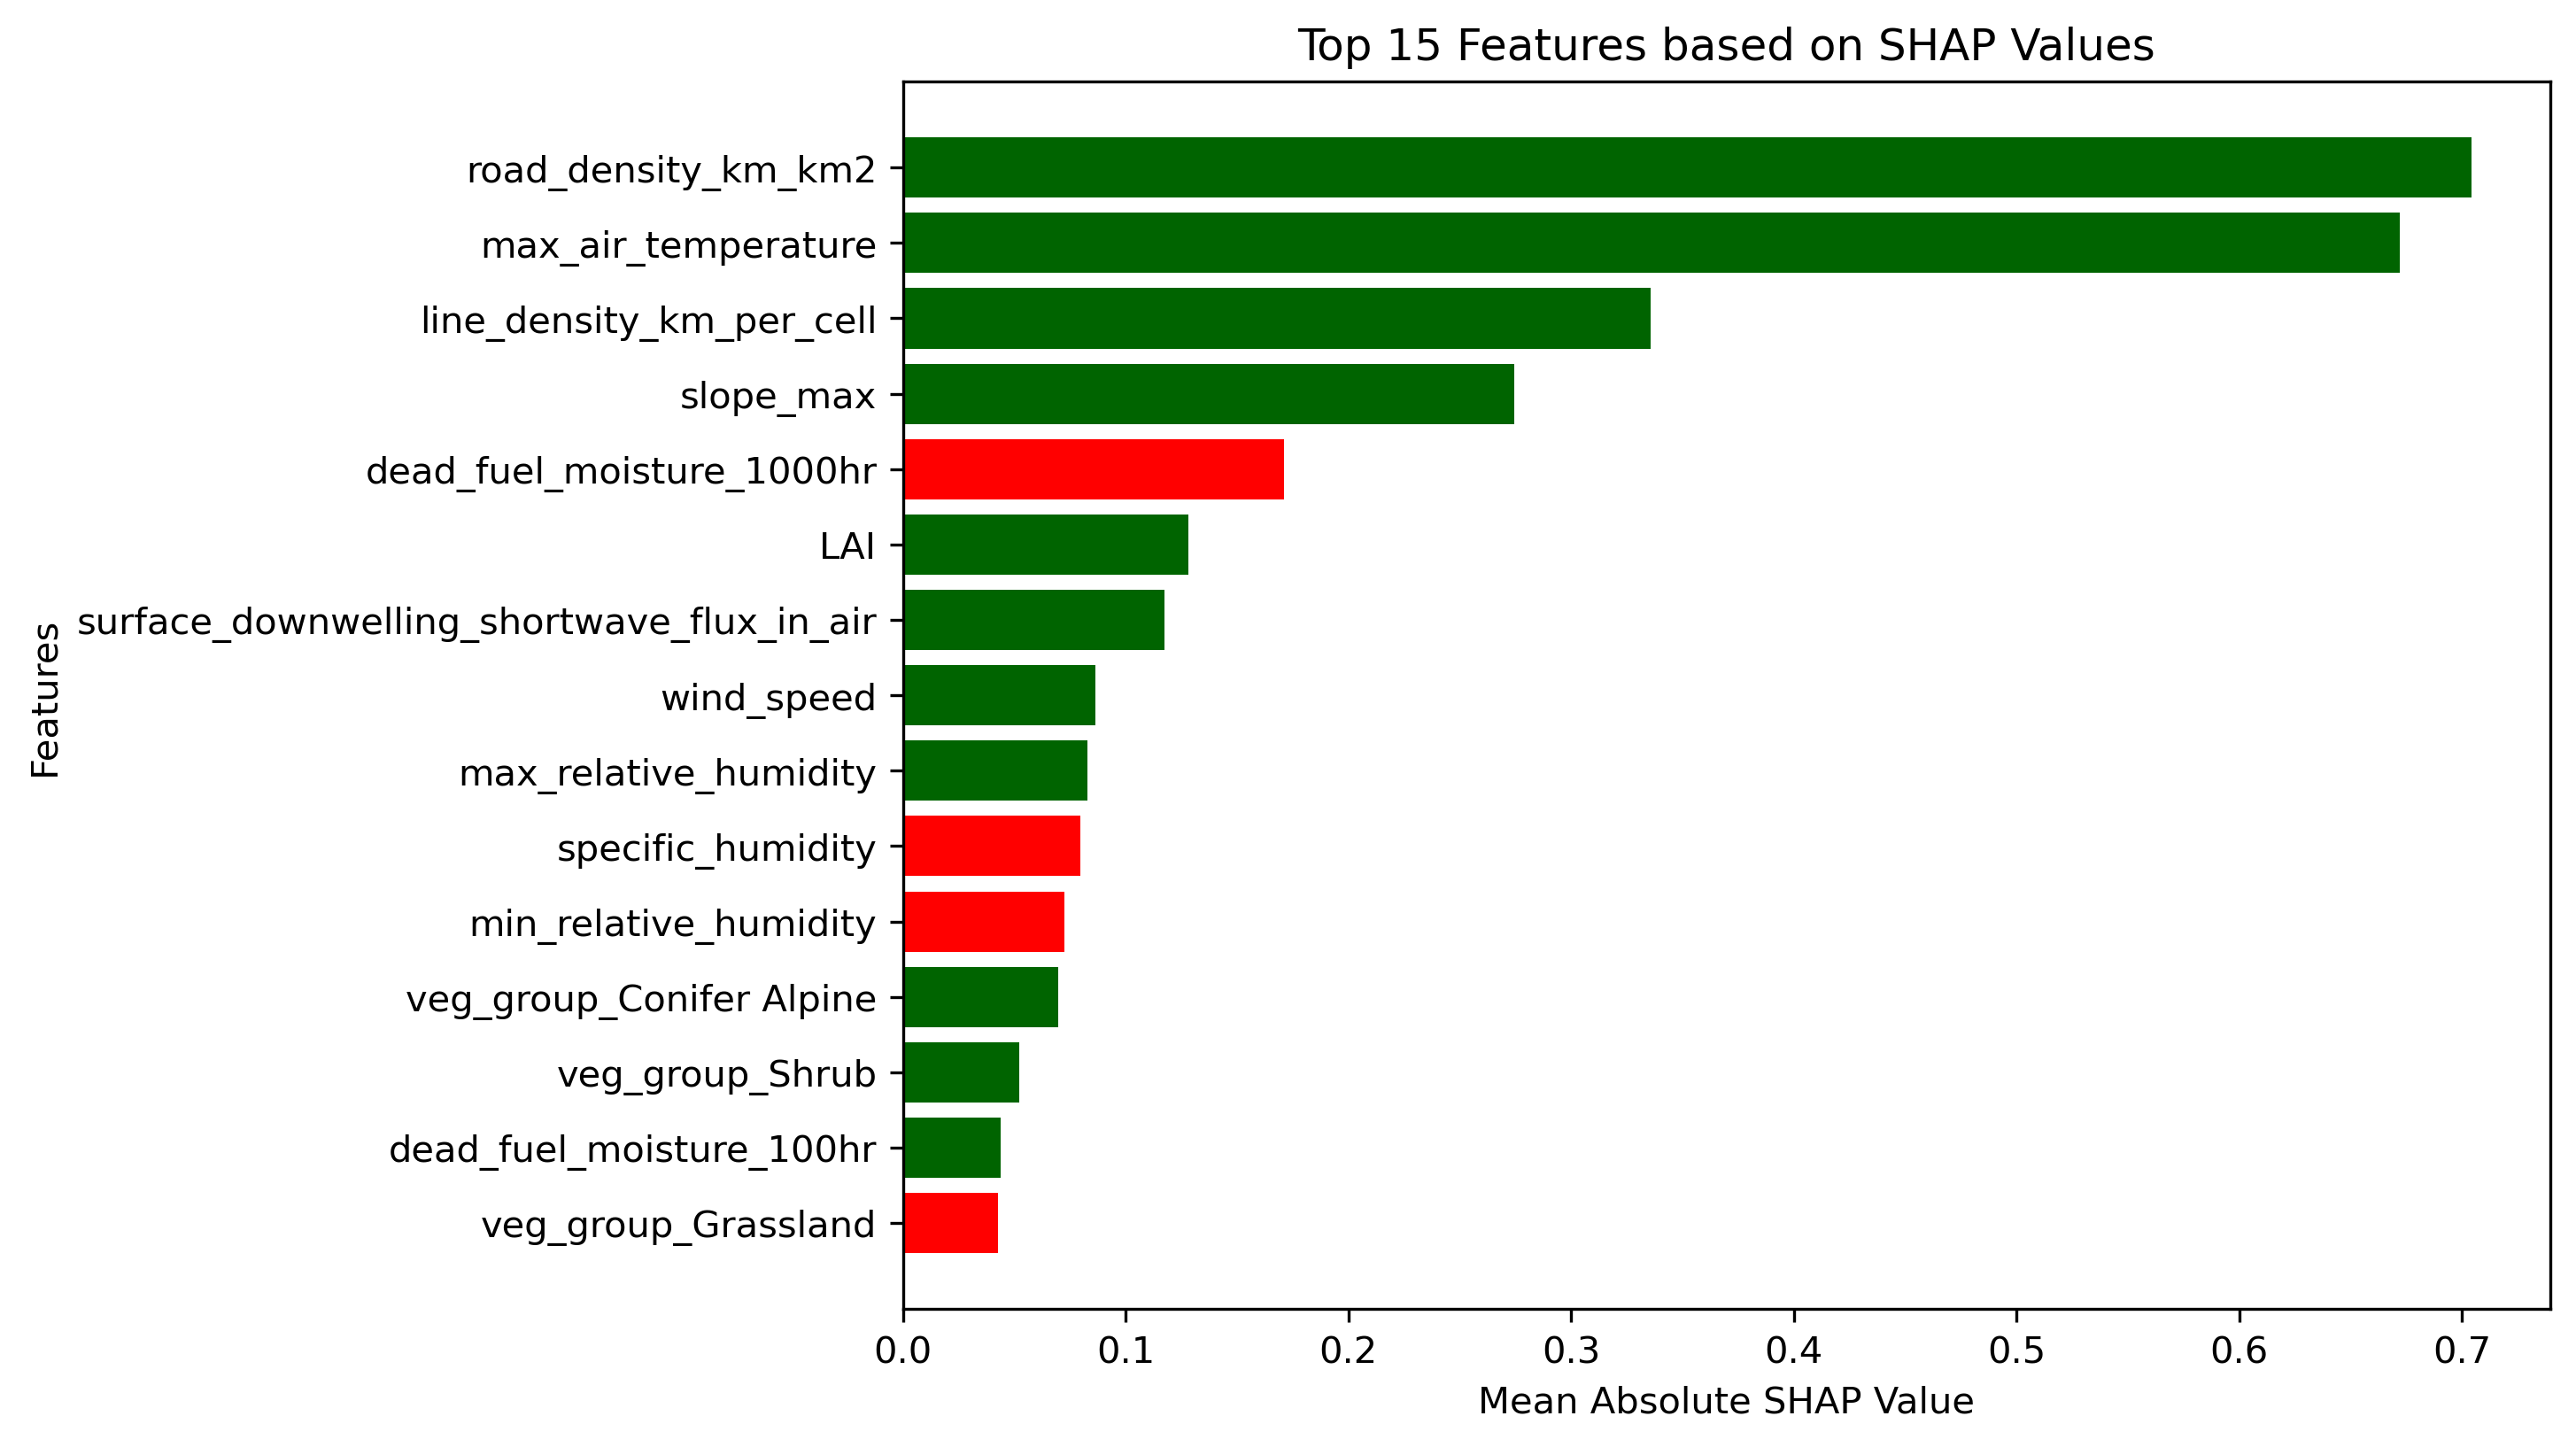 Top 15 Features based on SHAP Values
Features
road_density_km_km2
max_air_temperature
line_density_km_per_cell
slope_max
dead_fuel_moisture_1000hr
LAI
surface_downwelling_shortwave_flux_in_air
wind_speed
max_relative_humidity
specific_humidity
min_relative_humidity
veg_group_Conifer Alpine
veg_group_Shrub
dead_fuel_moisture_100hr
veg_group_Grassland
0.0 0.1 0.2 0.3 0.4 0.5 0.6 0.7
Mean Absolute SHAP Value